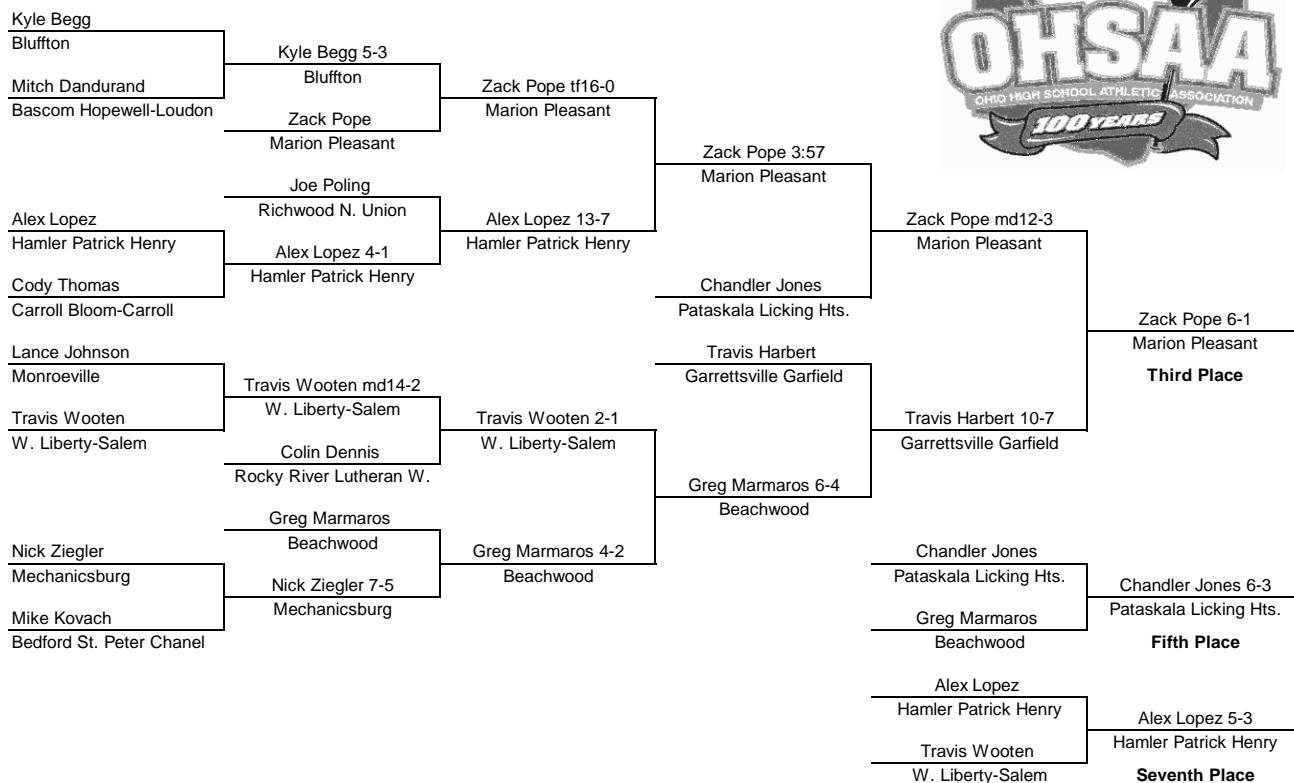 Kyle Begg
Bluffton
Mitch Dandurand
Bascom Hopewell-Loudon
Kyle Begg 5-3
Bluffton
Zack Pope
Marion Pleasant
Zack Pope tf16-0
Marion Pleasant
Joe Poling
Richwood N. Union
Alex Lopez
Hamler Patrick Henry
Cody Thomas
Carroll Bloom-Carroll
Alex Lopez 4-1
Hamler Patrick Henry
Alex Lopez 13-7
Hamler Patrick Henry
Zack Pope 3:57
Marion Pleasant
Chandler Jones
Pataskala Licking Hts.
Zack Pope md12-3
Marion Pleasant
Lance Johnson
Monroeville
Travis Wooten
W. Liberty-Salem
Travis Wooten md14-2
W. Liberty-Salem
Colin Dennis
Rocky River Lutheran W.
Travis Wooten 2-1
W. Liberty-Salem
Greg Marmaros
Beachwood
Nick Ziegler
Mechanicsburg
Mike Kovach
Bedford St. Peter Chanel
Nick Ziegler 7-5
Mechanicsburg
Greg Marmaros 4-2
Beachwood
Greg Marmaros 6-4
Beachwood
Travis Harbert
Garrettsville Garfield
Travis Harbert 10-7
Garrettsville Garfield
Zack Pope 6-1
Marion Pleasant
Third Place
Chandler Jones
Pataskala Licking Hts.
Greg Marmaros
Beachwood
Chandler Jones 6-3
Pataskala Licking Hts.
Fifth Place
Alex Lopez
Hamler Patrick Henry
Travis Wooten
W. Liberty-Salem
Alex Lopez 5-3
Hamler Patrick Henry
Seventh Place
OHSAA
OHIO HIGH SCHOOL ATHLETIC ASSOCIATION
100 YEARS